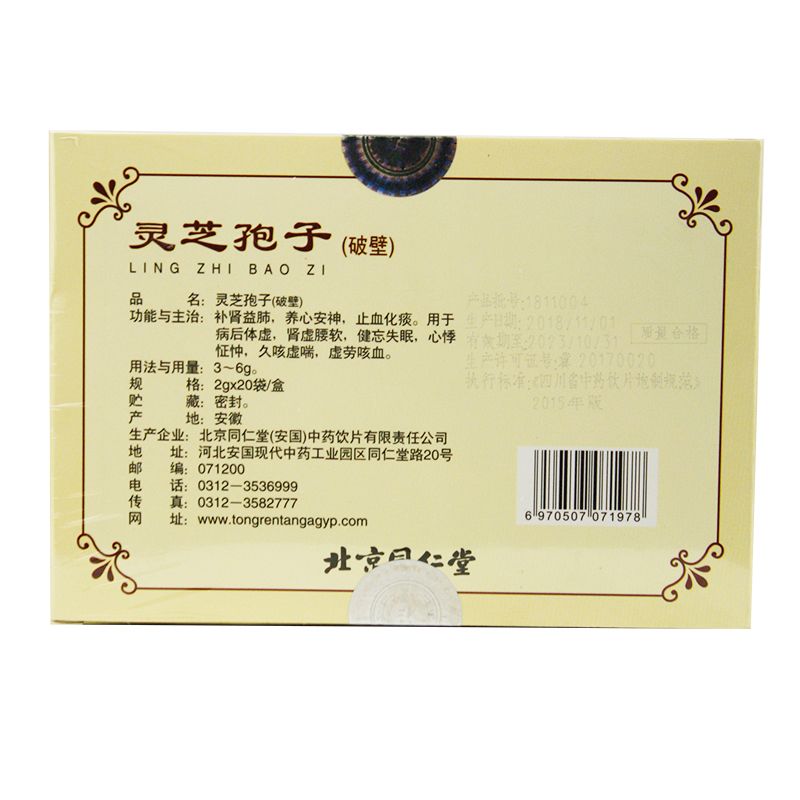 灵芝孢子(破壁)
LING ZHI BAO ZI
品 名：灵芝孢子(破壁)
功能与主治：补肾益肺，养心安神，止血化痰。用于
病后体虚，肾虚腰软，健忘失眠，心悸
怔忡，久咳虚喘，虚劳咳血。
用法与用量：3～6g。
规 格：2gx20袋/盒
贮 藏：密封。
产 地：安徽
生产企业：北京同仁堂(安国)中药饮片有限责任公司
地 址：河北安国现代中药工业园区同仁堂路20号
邮 编：071200
电 话：0312－3536999
传 真：0312－3582777
网 址：www.tongrentangagyp.com
产品批号:1811004
生产日期:2018/11/01
有效期至:2023/10/31
质量合格
生产许可证号:冀 20170020
执行标准:《四川省中药饮片炮制规范》
2015年版
6 970507 071978
北京同仁堂